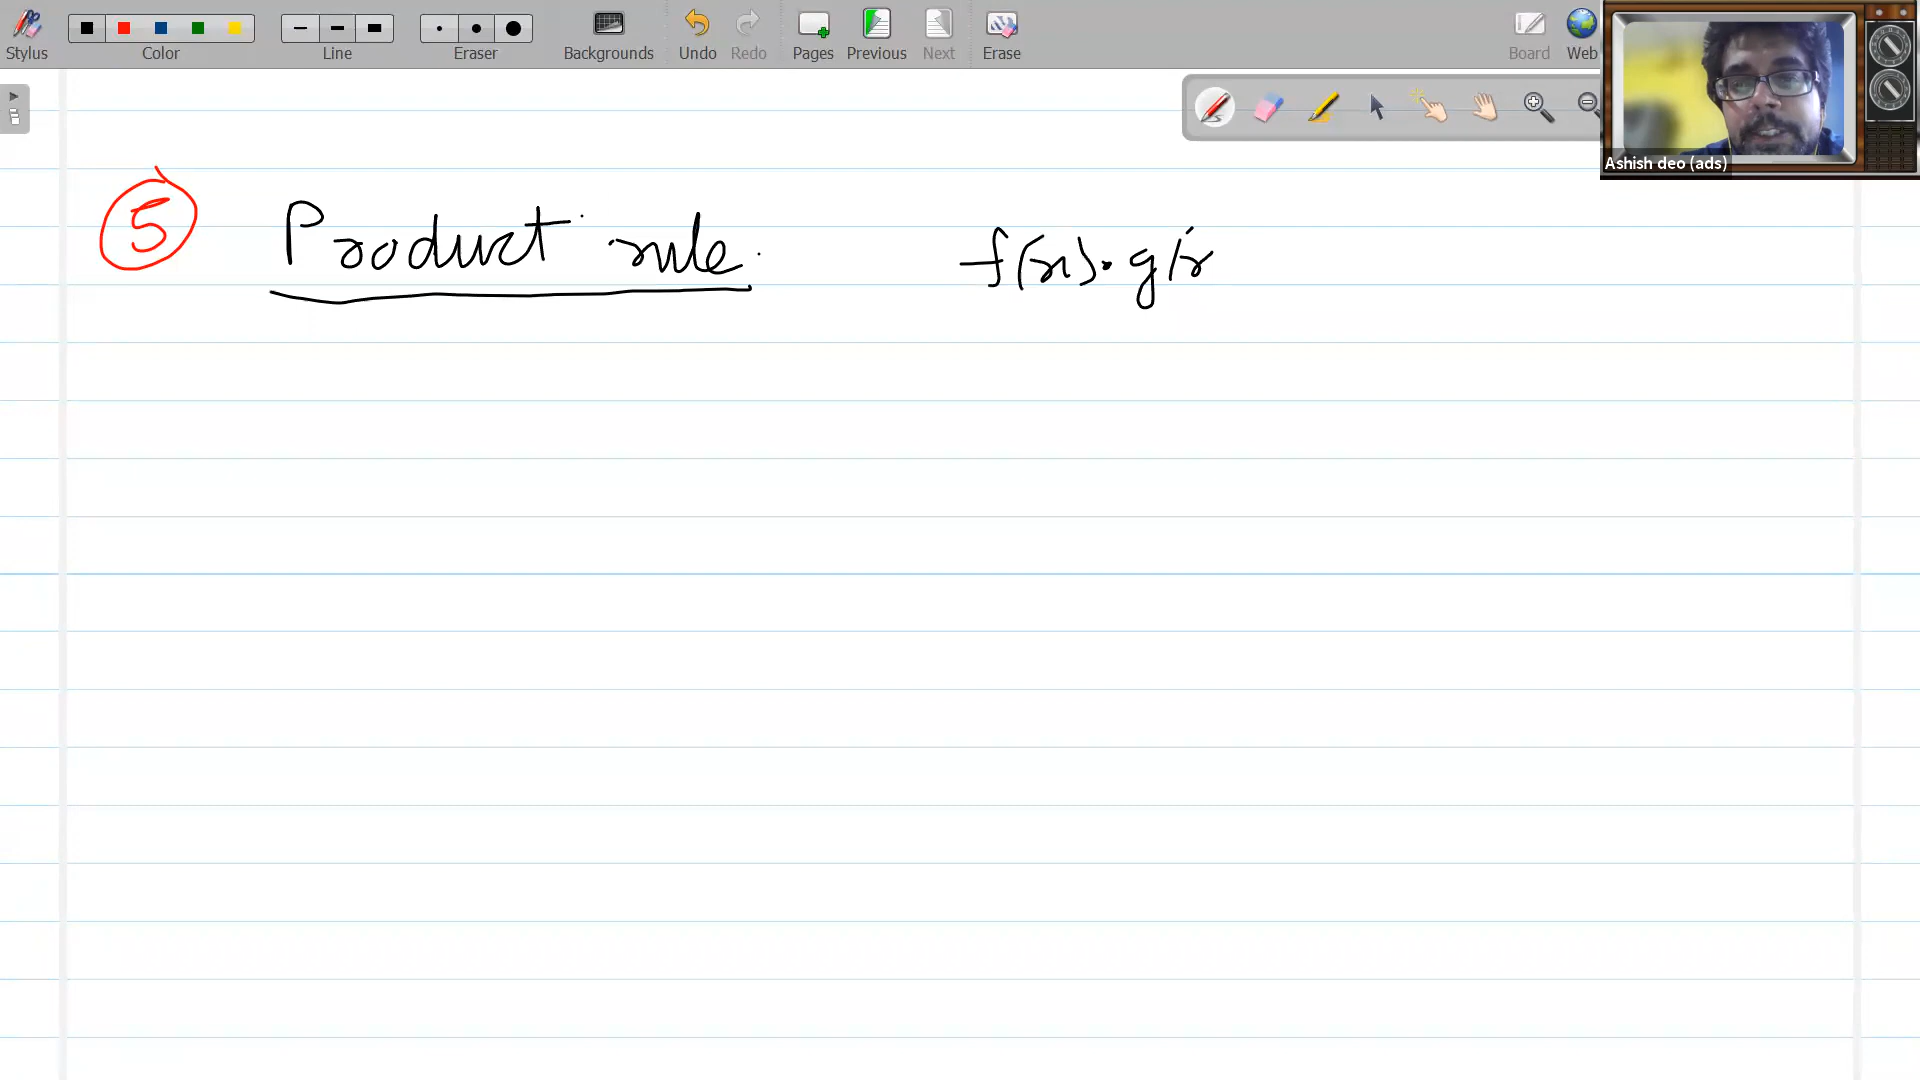 Stylus Color Line Eraser Backgrounds Undo Redo Pages Previous Next Erase Board Web
Ashish deo (ads)
5 Product rule. f(x)·g(x